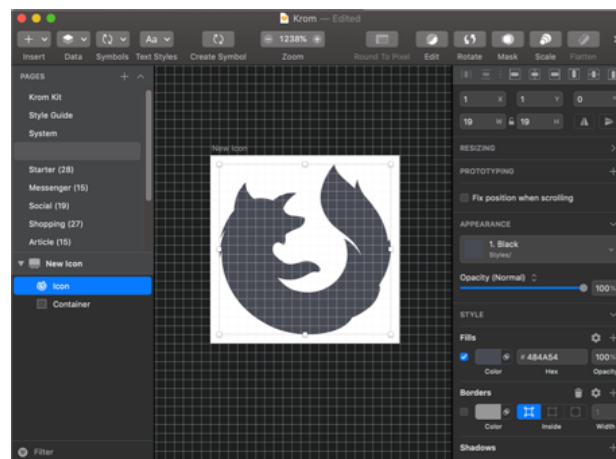 Krom — Edited
1238%
Insert Data Symbols Text Styles Create Symbol Zoom Round To Pixel Edit Rotate Mask Scale Flatten
PAGES
Krom Kit
Style Guide
System
Starter (28)
Messenger (15)
Social (19)
Shopping (27)
Article (15)
New Icon
Icon
Container
Filter
New Icon
1 X 1 Y 0
19 W 19 H
RESIZING
PROTOTYPING
Fix position when scrolling
APPEARANCE
1. Black
Styles/
Opacity (Normal)
100%
STYLE
Fills
# 484A54 100%
Color Hex Opacity
Borders
1
Color Inside Width
Shadows